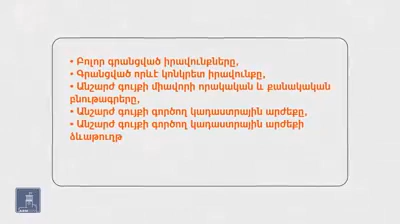 • Բոլոր գրանցված իրավունքները,
• Գրանցված որևէ կոնկրետ իրավունքը,
• Անշարժ գույքի միավորի որակական և քանակական
բնութագրերը,
• Անշարժ գույքի գործող կադաստրային արժեքը,
• Անշարժ գույքի գործող կադաստրային արժեքի
ձևաթուղթ